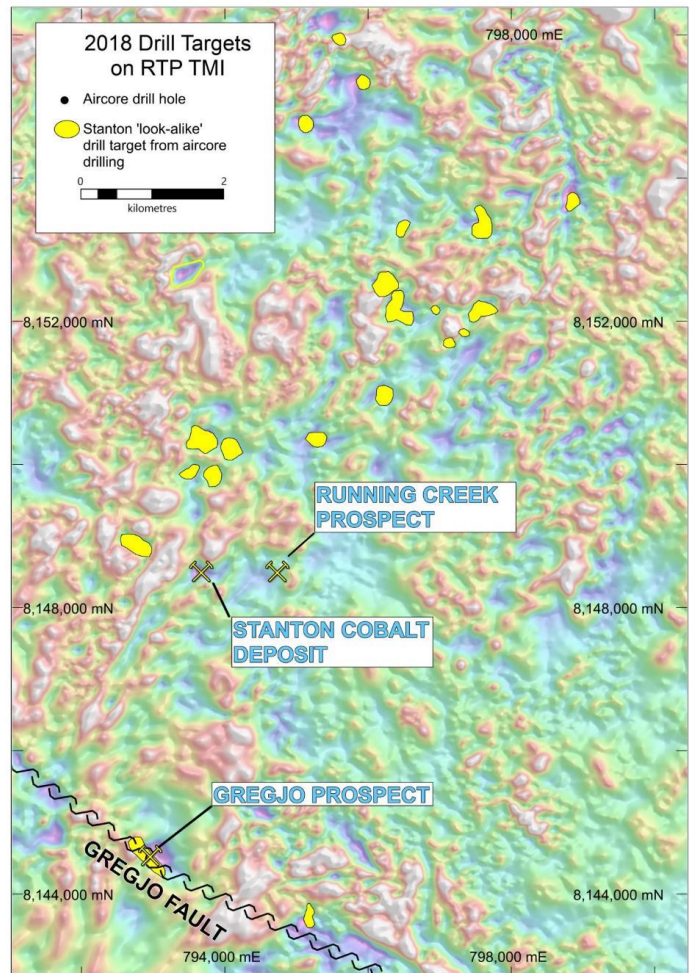 2018 Drill Targets
on RTP TMI
Aircore drill hole
Stanton 'look-alike'
drill target from aircore
drilling
0 2
kilometres
798,000 mE
8,152,000 mN 8,152,000 mN
RUNNING CREEK
PROSPECT
8,148,000 mN 8,148,000 mN
STANTON COBALT
DEPOSIT
GREGJO PROSPECT
GREGJO FAULT
8,144,000 mN 8,144,000 mN
794,000 mE 798,000 mE